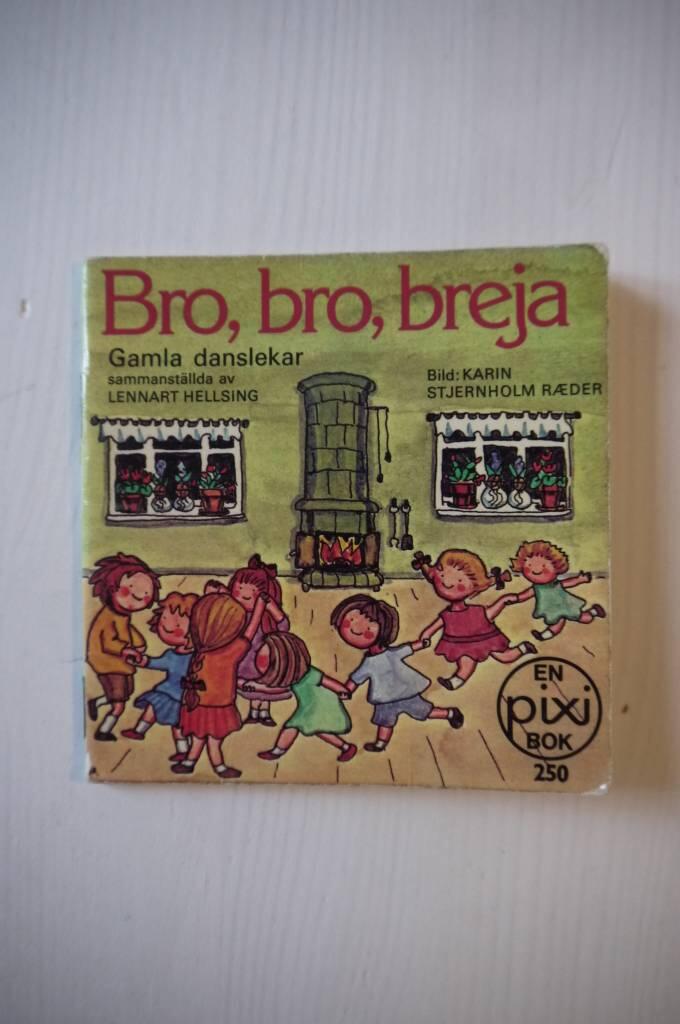 Bro, bro, breja
Gamla danslekar
sammanställda av
LENNART HELLSING
Bild: KARIN
STJERNHOLM RÆDER
EN
pixi
BOK
250